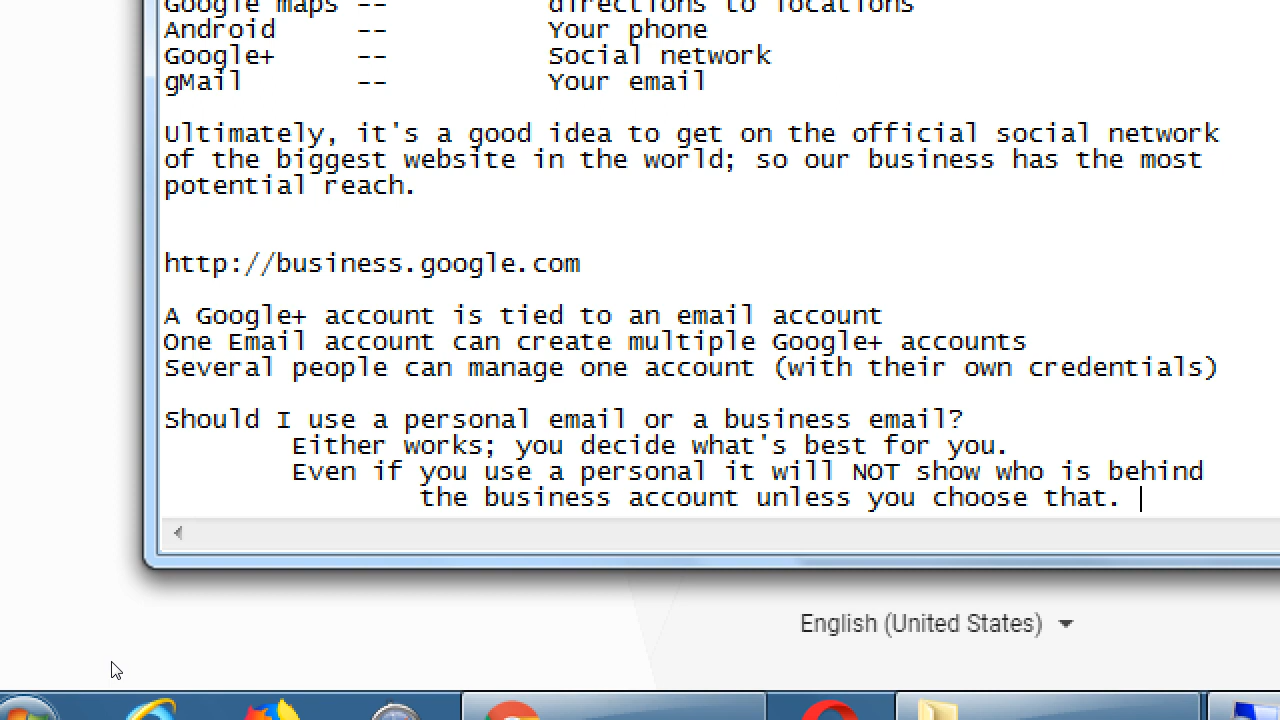 Google maps -- directions to locations
Android -- Your phone
Google+ -- Social network
gMail -- Your email
Ultimately, it's a good idea to get on the official social network
of the biggest website in the world; so our business has the most
potential reach.
http://business.google.com
A Google+ account is tied to an email account
One Email account can create multiple Google+ accounts
Several people can manage one account (with their own credentials)
Should I use a personal email or a business email?
Either works; you decide what's best for you.
Even if you use a personal it will NOT show who is behind
the business account unless you choose that.
English (United States)